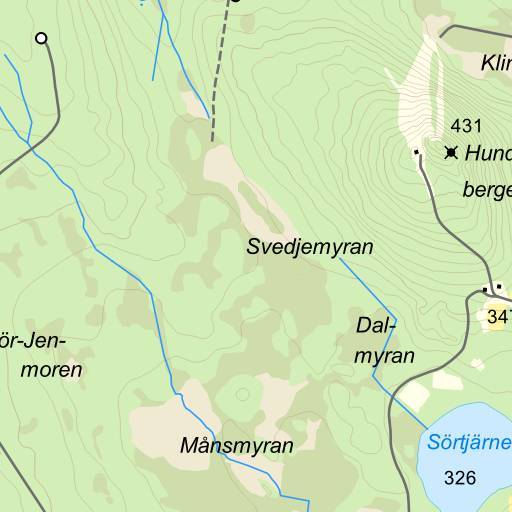 Klin
431
Hund
berge
Svedjemyran
347
Dal-
myran
ör-Jen-
moren
Månsmyran
Sörtjärne
326